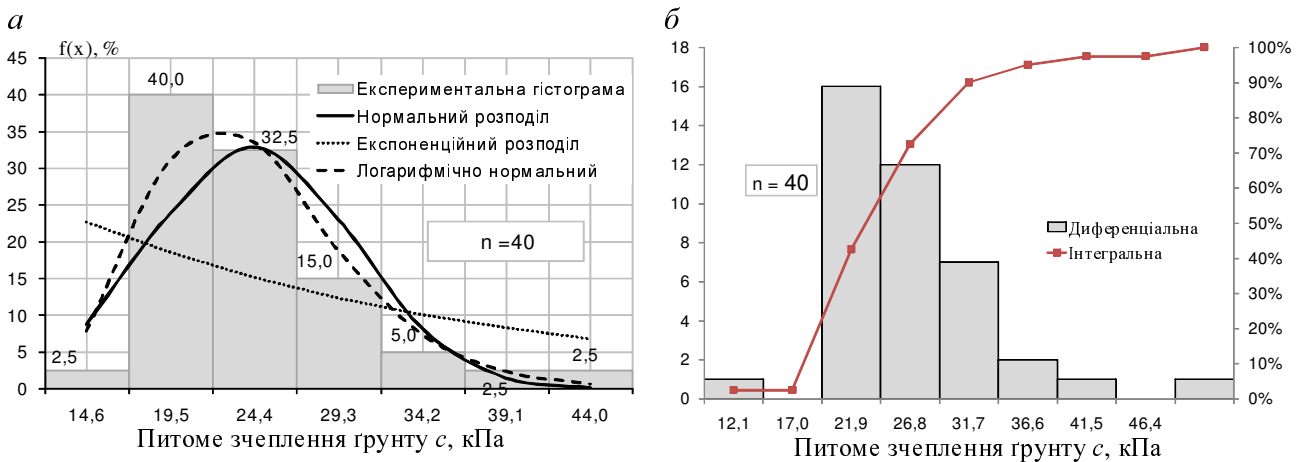 а
f(x), %
45
40
35
30
25
20
15
10
5
0
2,5
40,0
32,5
15,0
5,0
2,5
2,5
Експериментальна гістограма
Нормальний розподіл
Експоненційний розподіл
Логарифмічно нормальний
n =40
14,6 19,5 24,4 29,3 34,2 39,1 44,0
Питоме зчеплення ґрунту с, кПа
б
18
16
14
12
10
8
6
4
2
0
n = 40
Диференціальна
Інтегральна
100%
90%
80%
70%
60%
50%
40%
30%
20%
10%
0%
12,1 17,0 21,9 26,8 31,7 36,6 41,5 46,4
Питоме зчеплення ґрунту с, кПа